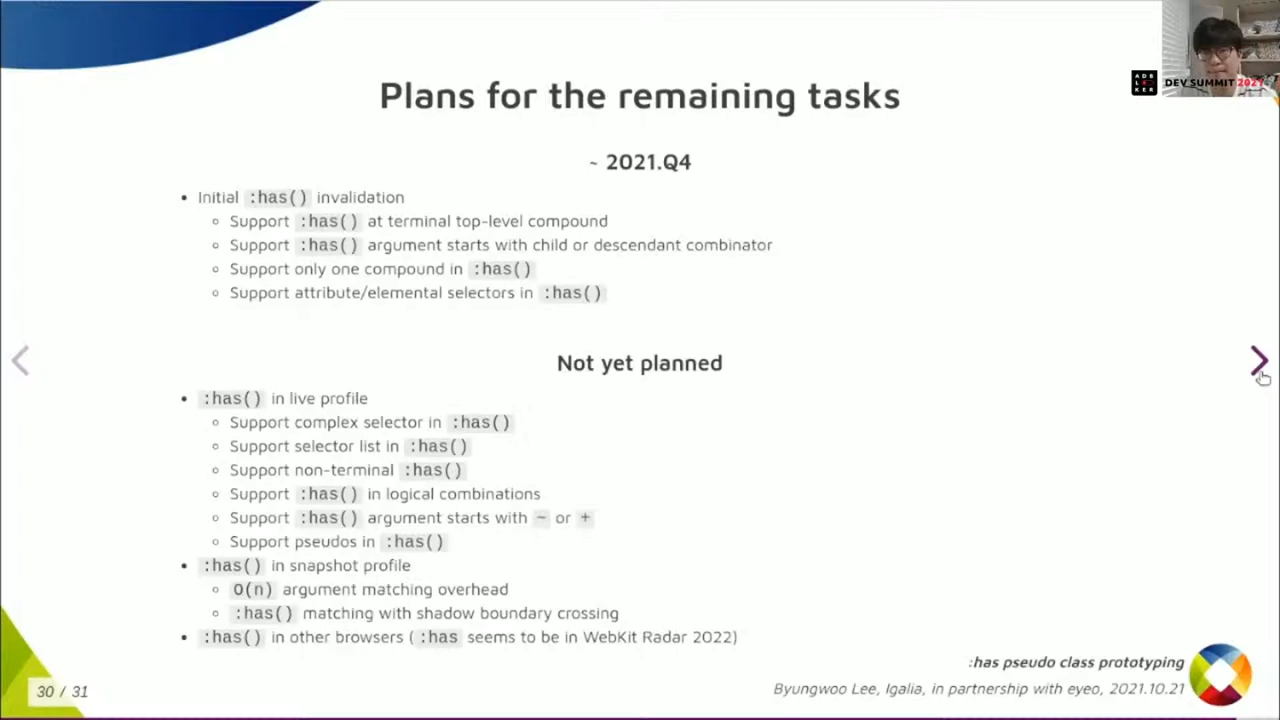 Plans for the remaining tasks
~ 2021.Q4
• Initial :has() invalidation
◦ Support :has() at terminal top-level compound
◦ Support :has() argument starts with child or descendant combinator
◦ Support only one compound in :has()
◦ Support attribute/elemental selectors in :has()
Not yet planned
• :has() in live profile
◦ Support complex selector in :has()
◦ Support selector list in :has()
◦ Support non-terminal :has()
◦ Support :has() in logical combinations
◦ Support :has() argument starts with ~ or +
◦ Support pseudos in :has()
• :has() in snapshot profile
◦ O(n) argument matching overhead
◦ :has() matching with shadow boundary crossing
• :has() in other browsers ( :has seems to be in WebKit Radar 2022)
:has pseudo class prototyping
Byungwoo Lee, Igalia, in partnership with eyeo, 2021.10.21
30 / 31
ADB
L KER
DEV SUMMIT 2021